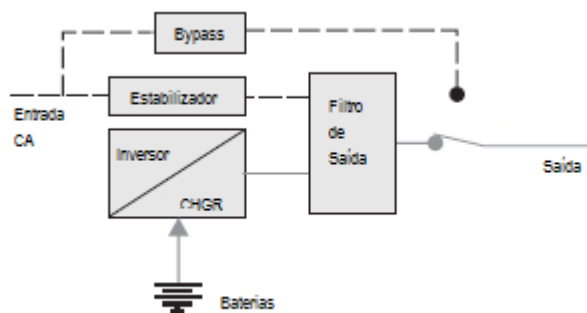 Bypass
Estabilizador
Entrada
CA
Inversor
CHGR
Filtro
de
Saída
Saída
Baterias